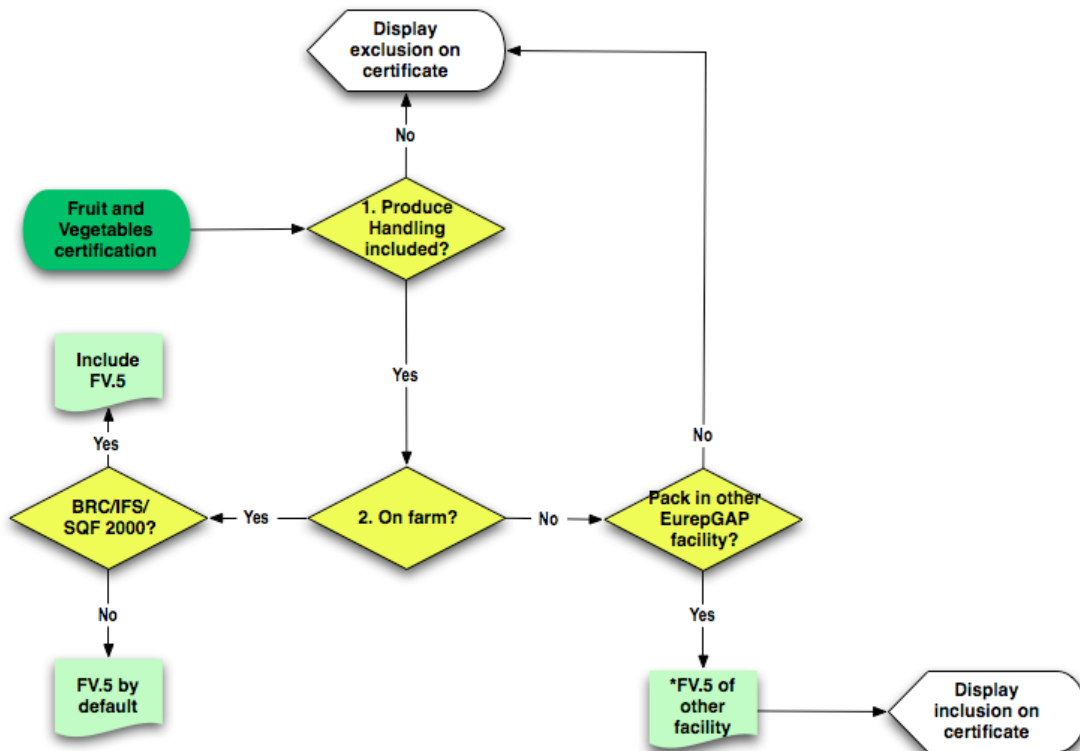 Display
exclusion on
certificate
No
Fruit and
Vegetables
certification
1. Produce
Handling
included?
Include
FV.5
Yes
Yes
No
BRC/IFS/
SQF 2000?
Yes
2. On farm?
No
Pack in other
EurepGAP
facility?
No
Yes
FV.5 by
default
*FV.5 of
other
facility
Display
inclusion on
certificate